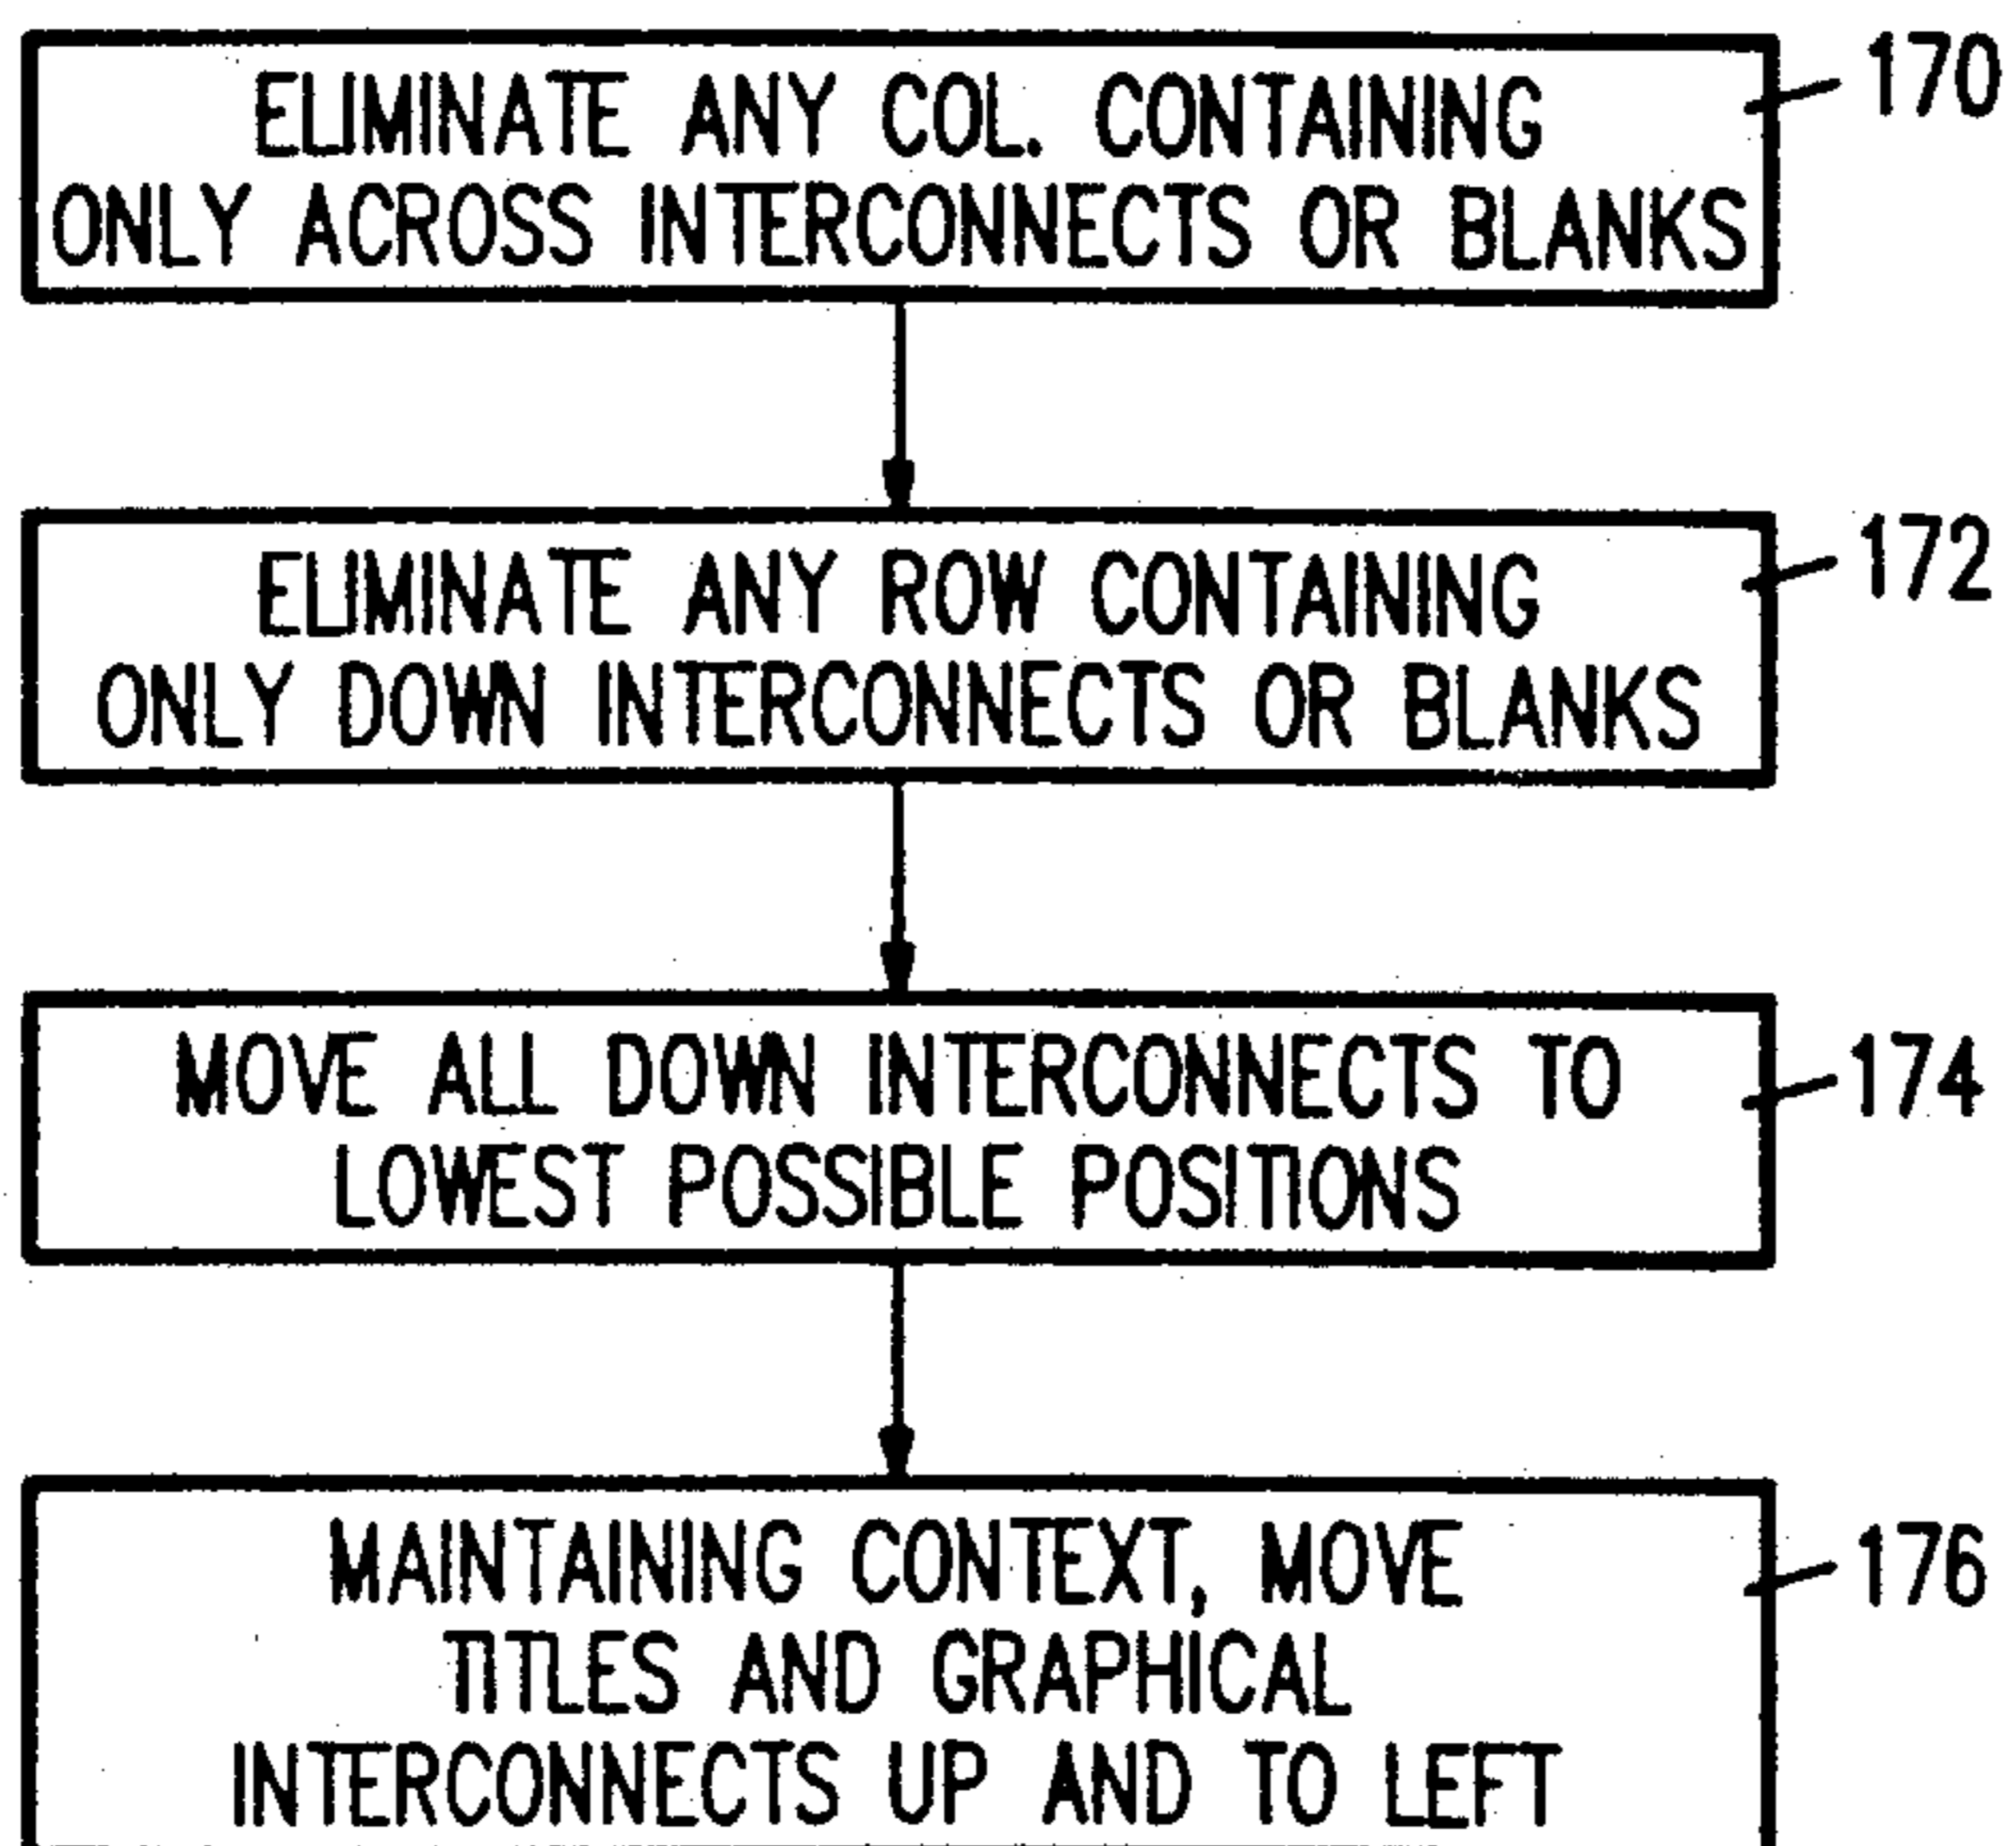 ELIMINATE ANY COL. CONTAINING
ONLY ACROSS INTERCONNECTS OR BLANKS
170
ELIMINATE ANY ROW CONTAINING
ONLY DOWN INTERCONNECTS OR BLANKS
172
MOVE ALL DOWN INTERCONNECTS TO
LOWEST POSSIBLE POSITIONS
174
MAINTAINING CONTEXT, MOVE
TITLES AND GRAPHICAL
INTERCONNECTS UP AND TO LEFT
176